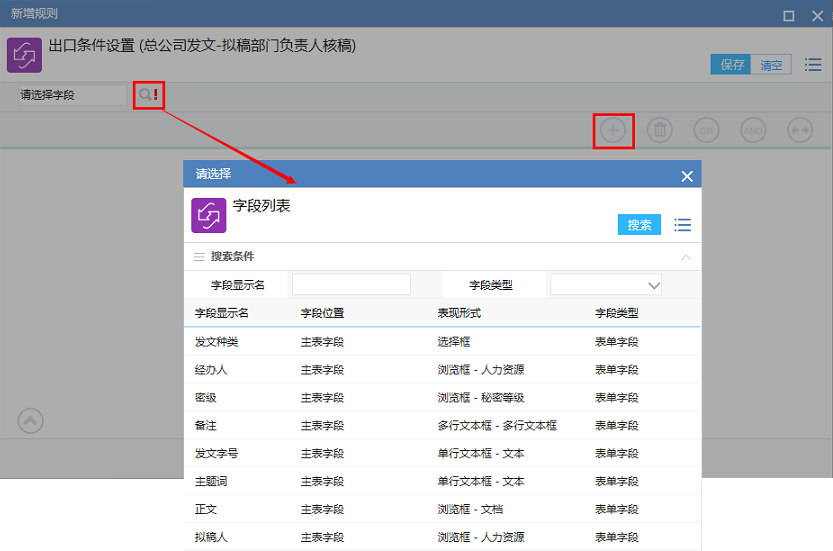 新增规则
出口条件设置 (总公司发文-拟稿部门负责人核稿)
保存 清空
请选择字段 !
OR AND
请选择
字段列表
搜索
搜索条件
字段显示名 字段类型
字段显示名 字段位置 表现形式 字段类型
发文种类 主表字段 选择框 表单字段
经办人 主表字段 浏览框 - 人力资源 表单字段
密级 主表字段 浏览框 - 秘密等级 表单字段
备注 主表字段 多行文本框 - 多行文本框 表单字段
发文字号 主表字段 单行文本框 - 文本 表单字段
主题词 主表字段 单行文本框 - 文本 表单字段
正文 主表字段 浏览框 - 文档 表单字段
拟稿人 主表字段 浏览框 - 人力资源 表单字段